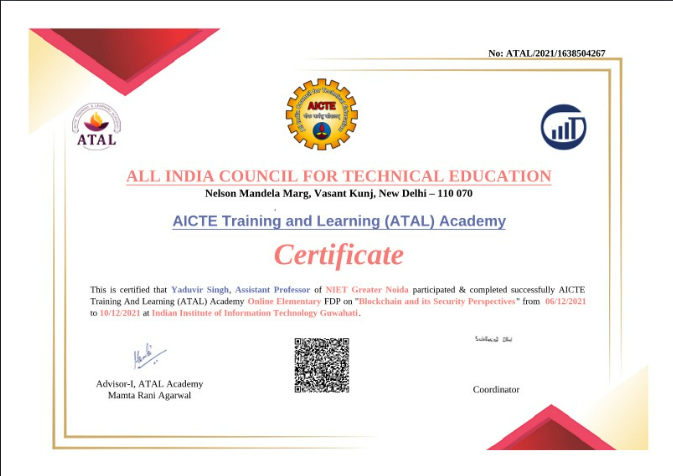 No: ATAL/2021/1638504267
ATAL
AICTE
ALL INDIA COUNCIL FOR TECHNICAL EDUCATION
Nelson Mandela Marg, Vasant Kunj, New Delhi – 110 070
AICTE Training and Learning (ATAL) Academy
Certificate
This is certified that Yaduvir Singh, Assistant Professor of NIET Greater Noida participated & completed successfully AICTE
Training And Learning (ATAL) Academy Online Elementary FDP on "Blockchain and its Security Perspectives" from 06/12/2021
to 10/12/2021 at Indian Institute of Information Technology Guwahati.
Advisor-I, ATAL Academy
Mamta Rani Agarwal
Coordinator